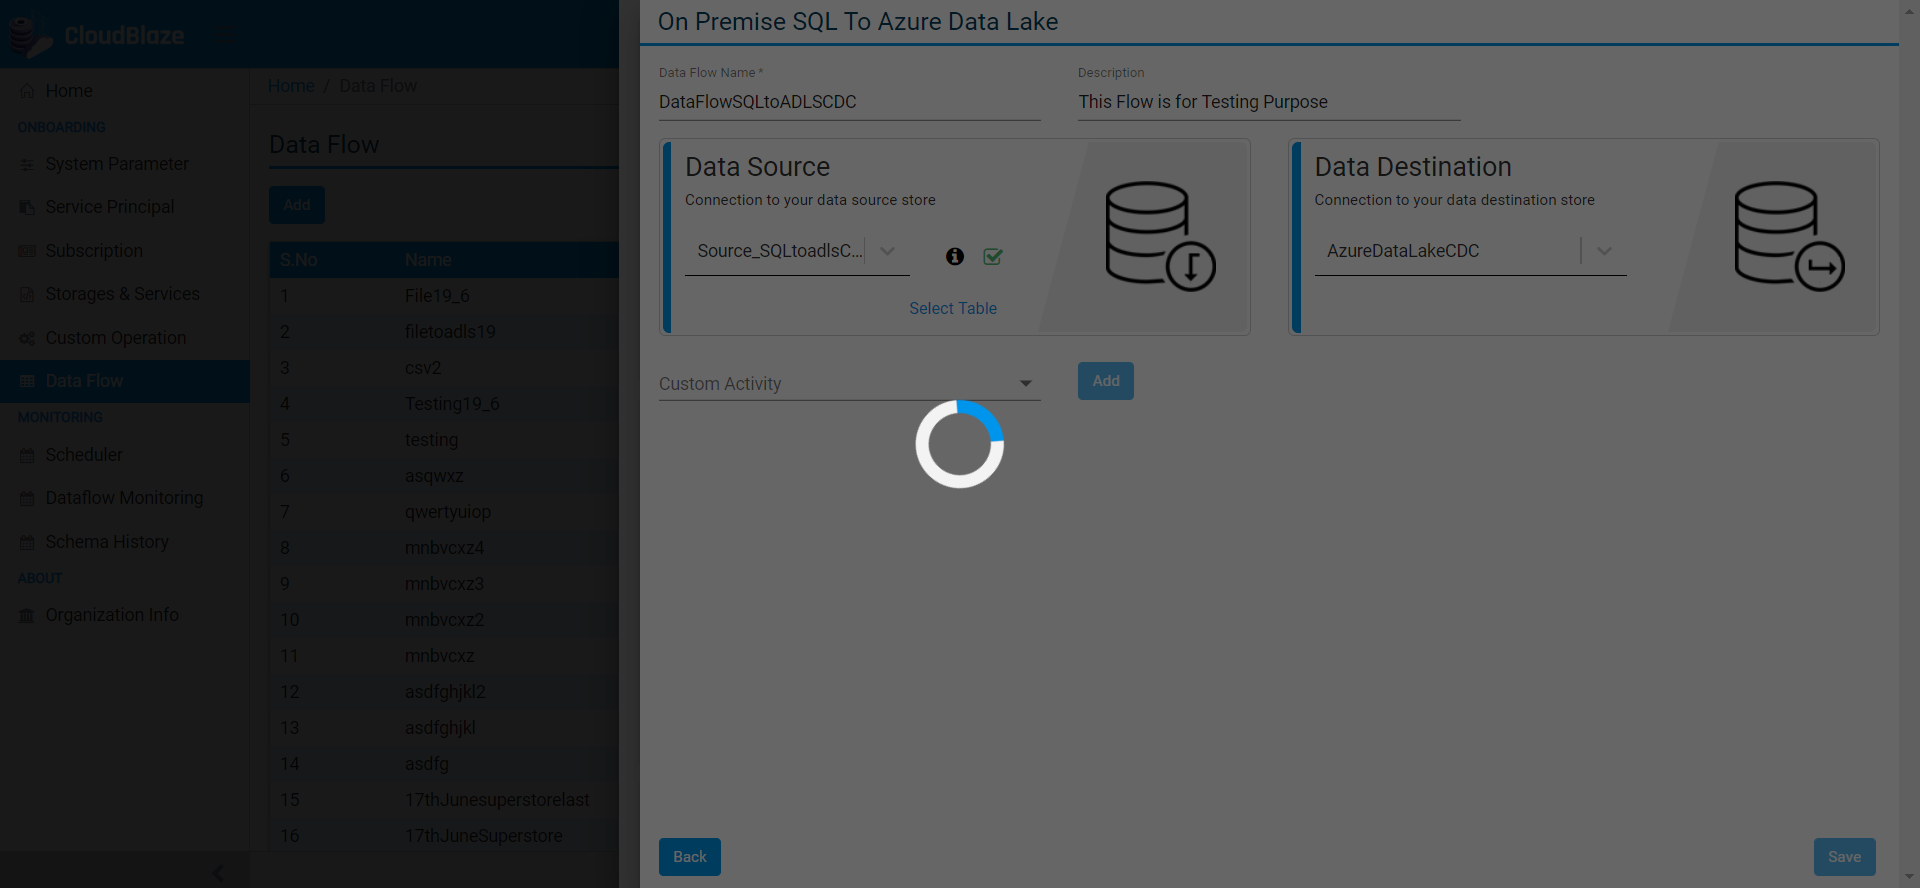 CloudBlaze
Home
ONBOARDING
System Parameter
Service Principal
Subscription
Storages & Services
Custom Operation
Data Flow
MONITORING
Scheduler
Dataflow Monitoring
Schema History
ABOUT
Organization Info
Home / Data Flow
Data Flow
Add
S.No Name
1 File19_6
2 filetoadls19
3 csv2
4 Testing19_6
5 testing
6 asqwxz
7 qwertyuiop
8 mnbvcxz4
9 mnbvcxz3
10 mnbvcxz2
11 mnbvcxz
12 asdfghjkl2
13 asdfghjkl
14 asdfg
15 17thJunesuperstorelast
16 17thJuneSuperstore
On Premise SQL To Azure Data Lake
Data Flow Name * Description
DataFlowSQLtoADLSCDC This Flow is for Testing Purpose
Data Source
Connection to your data source store
Source_SQLtoadlsC...
Select Table
Data Destination
Connection to your data destination store
AzureDataLakeCDC
Custom Activity Add
Back Save